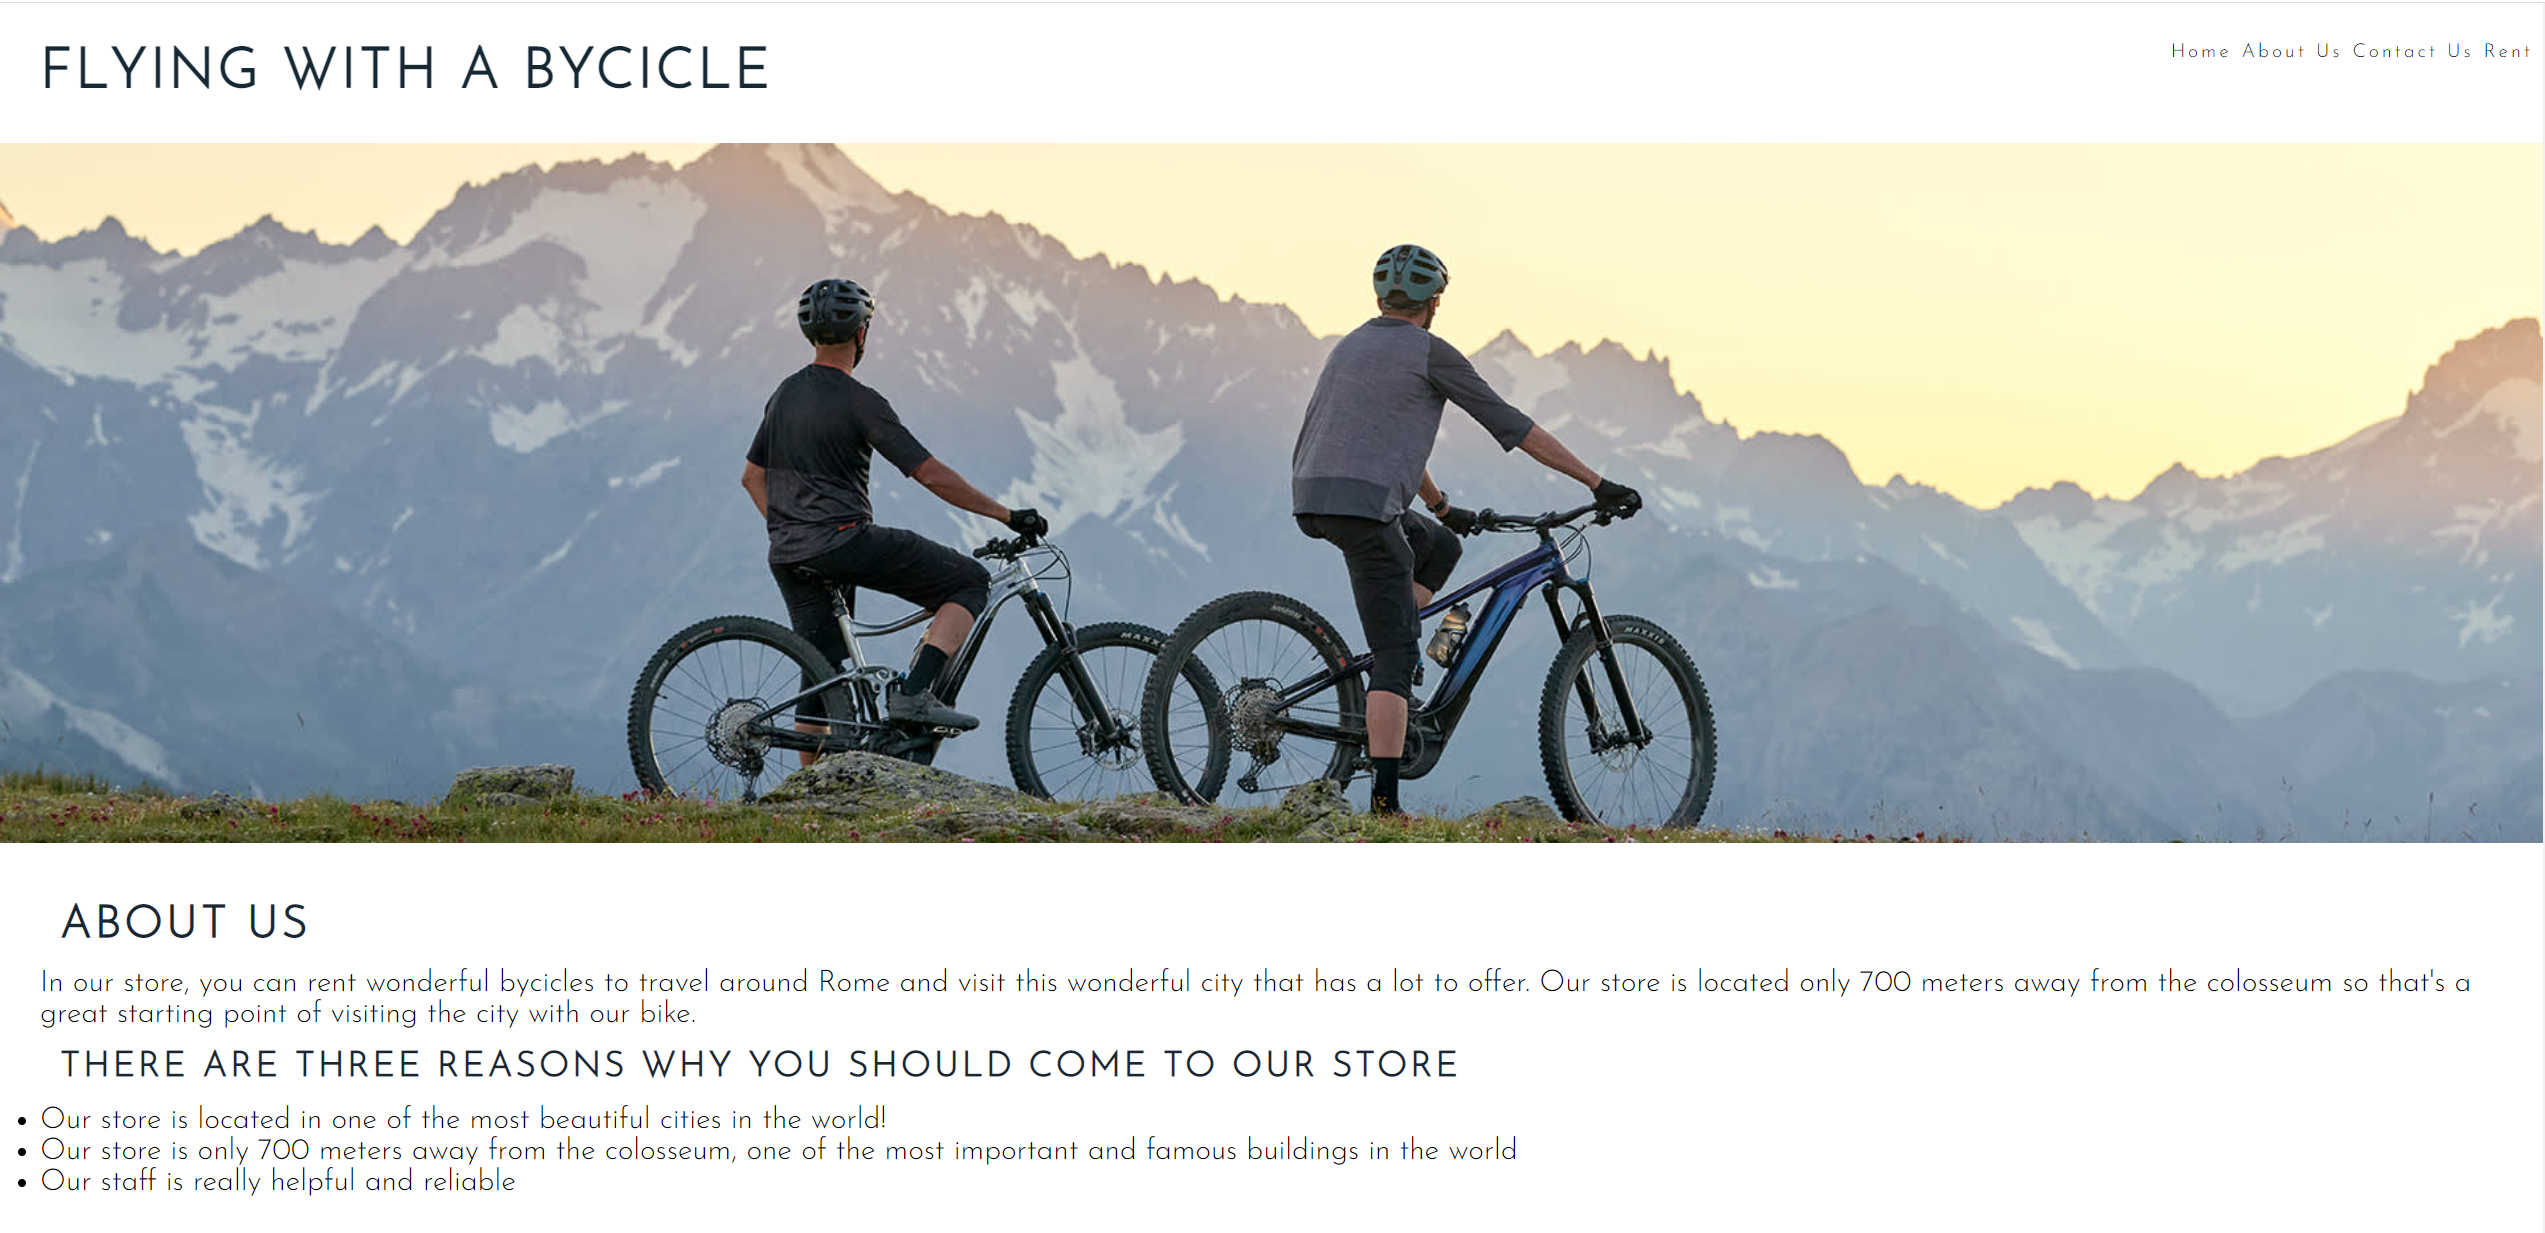 FLYING WITH A BYCICLE
Home About Us Contact Us Rent
MAXX
MAXXIS
ABOUT US
In our store, you can rent wonderful bycicles to travel around Rome and visit this wonderful city that has a lot to offer. Our store is located only 700 meters away from the colosseum so that's a
great starting point of visiting the city with our bike.
THERE ARE THREE REASONS WHY YOU SHOULD COME TO OUR STORE
Our store is located in one of the most beautiful cities in the world!
Our store is only 700 meters away from the colosseum, one of the most important and famous buildings in the world
Our staff is really helpful and reliable